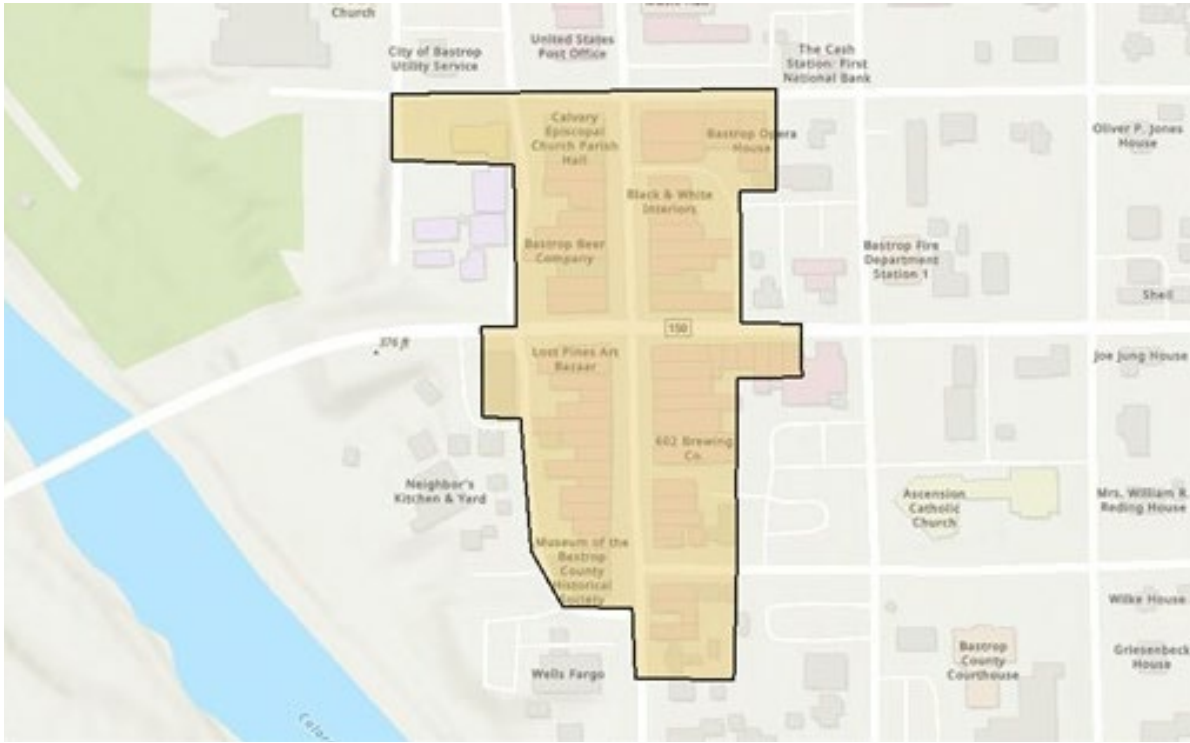 Church
City of Bastrop
Utility Service
United States
Post Office
The Cash
Station: First
National Bank
Calvary
Episcopal
Church Parish
Hall
Bastrop Opera
House
Oliver P. Jones
House
Black & White
Interiors
Bastrop Beer
Company
Bastrop Fire
Department
Station 1
Shell
150
376 ft
Lost Pines Art
Bazaar
Joe Jung House
602 Brewing
Co.
Neighbor's
Kitchen & Yard
Ascension
Catholic
Church
Mrs. William R.
Reding House
Museum of the
Bastrop
County
Historical
Society
Wilke House
Wells Fargo
Bastrop
County
Courthouse
Griesenbeck
House